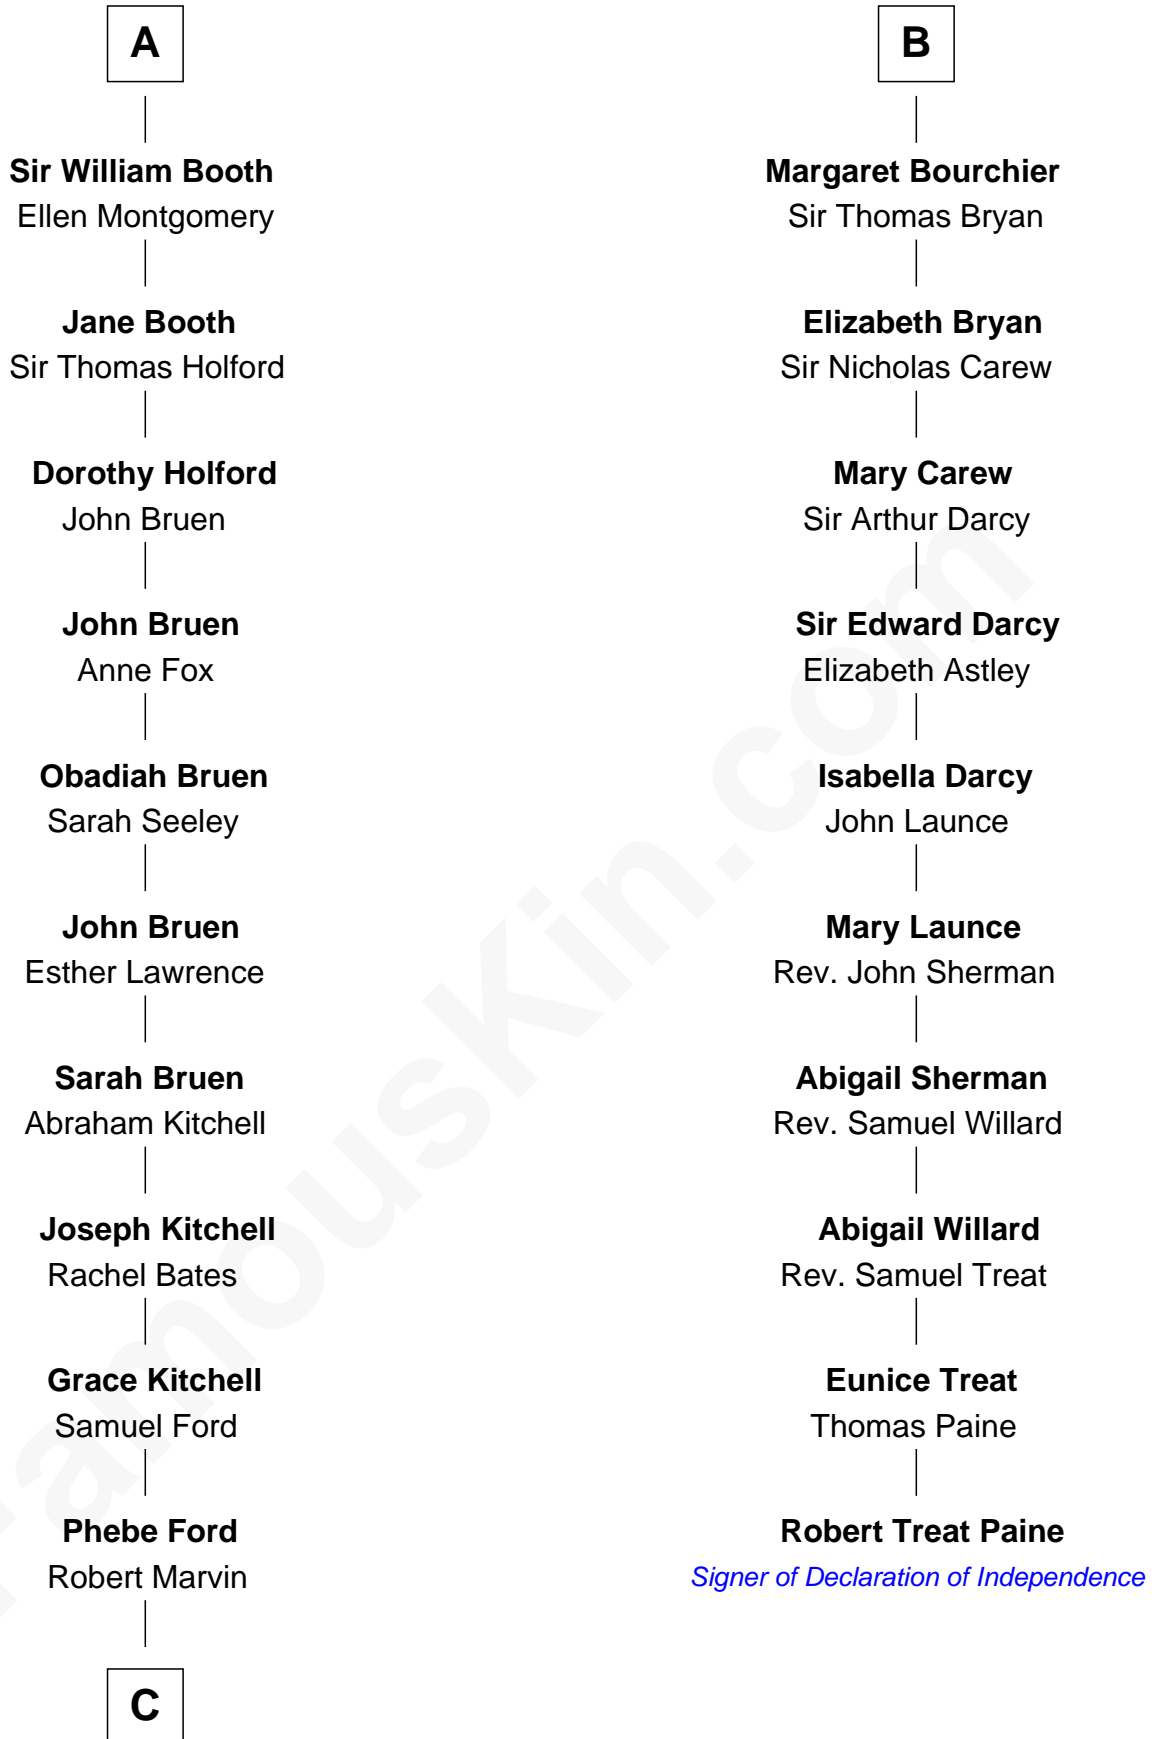 A
Sir William Booth
Ellen Montgomery
Jane Booth
Sir Thomas Holford
Dorothy Holford
John Bruen
John Bruen
Anne Fox
Obadiah Bruen
Sarah Seeley
John Bruen
Esther Lawrence
Sarah Bruen
Abraham Kitchell
Joseph Kitchell
Rachel Bates
Grace Kitchell
Samuel Ford
Phebe Ford
Robert Marvin
C
B
Margaret Bourchier
Sir Thomas Bryan
Elizabeth Bryan
Sir Nicholas Carew
Mary Carew
Sir Arthur Darcy
Sir Edward Darcy
Elizabeth Astley
Isabella Darcy
John Launce
Mary Launce
Rev. John Sherman
Abigail Sherman
Rev. Samuel Willard
Abigail Willard
Rev. Samuel Treat
Eunice Treat
Thomas Paine
Robert Treat Paine
Signer of Declaration of Independence
FamousKin.com